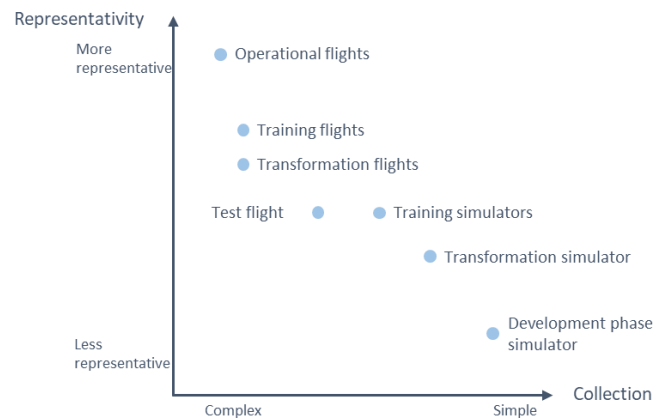 Representativity
More
representative
Operational flights
Training flights
Transformation flights
Test flight
Training simulators
Transformation simulator
Development phase
simulator
Less
representative
Collection
Complex
Simple